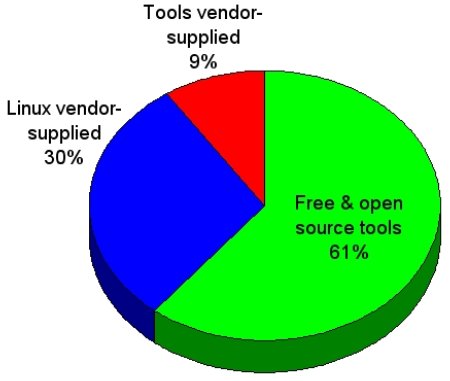 Tools vendor-
supplied
9%
Linux vendor-
supplied
30%
Free & open
source tools
61%